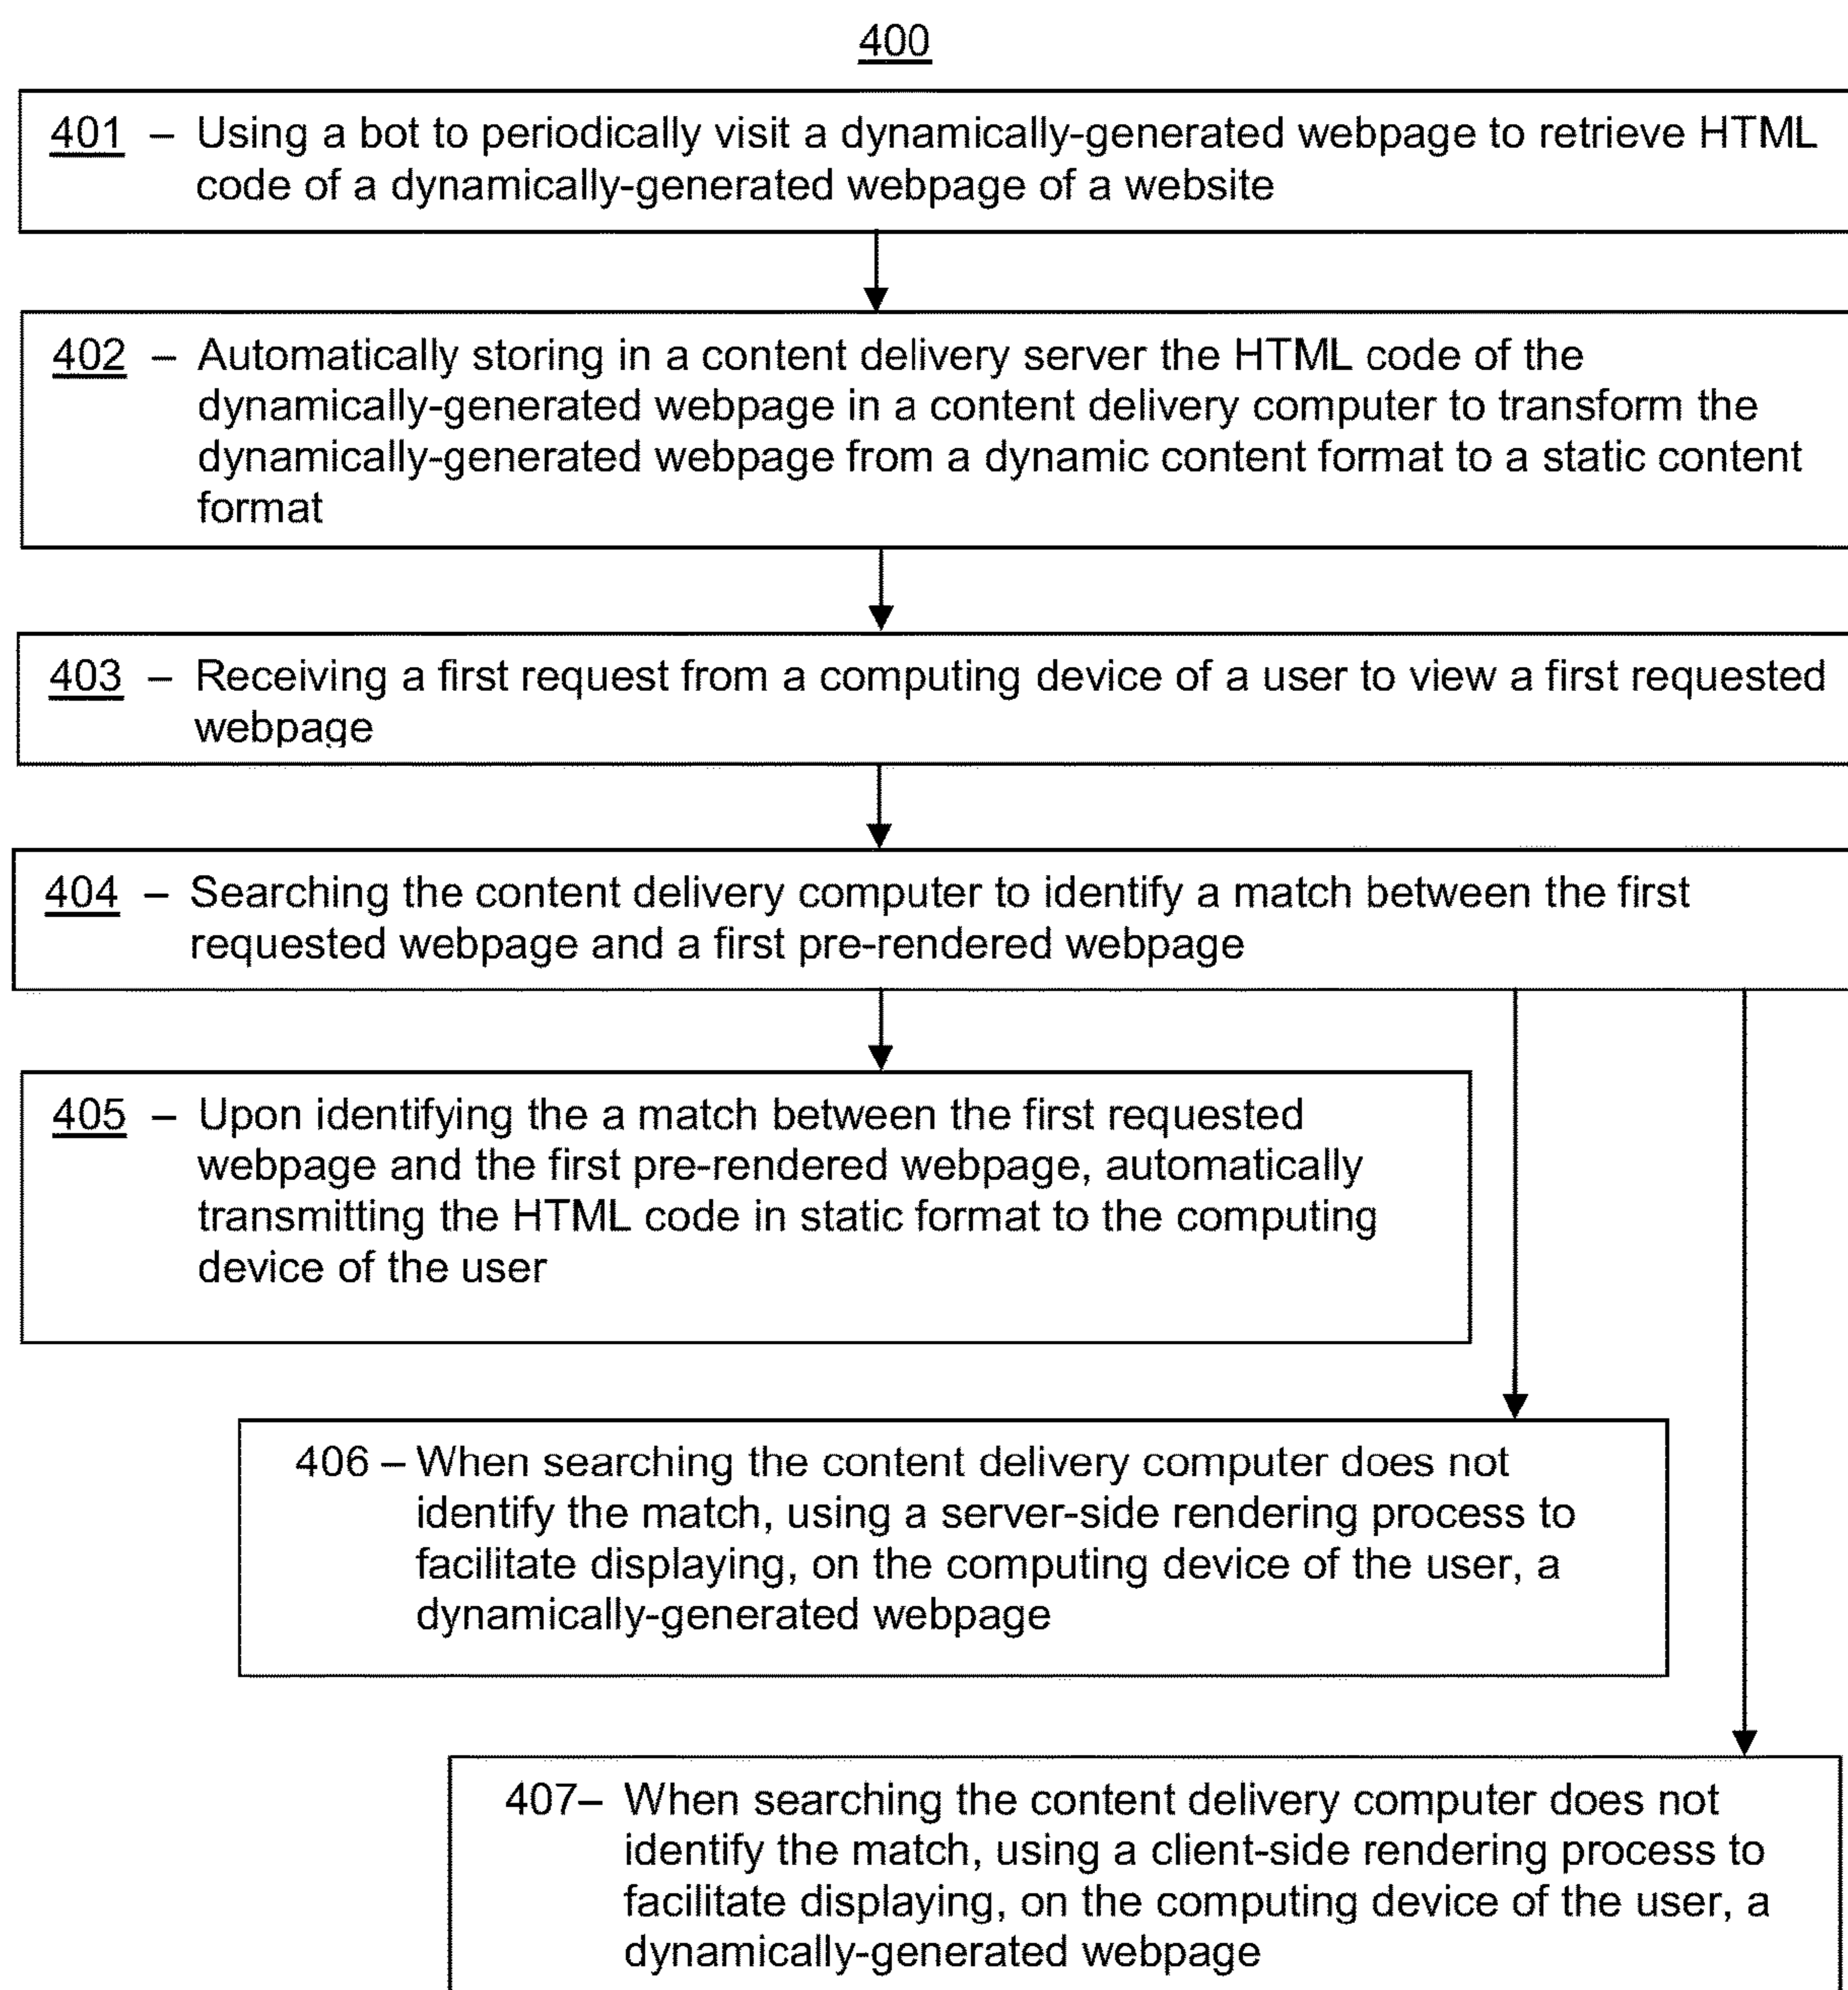 400
401 – Using a bot to periodically visit a dynamically-generated webpage to retrieve HTML
code of a dynamically-generated webpage of a website
402 – Automatically storing in a content delivery server the HTML code of the
dynamically-generated webpage in a content delivery computer to transform the
dynamically-generated webpage from a dynamic content format to a static content
format
403 – Receiving a first request from a computing device of a user to view a first requested
webpage
404 – Searching the content delivery computer to identify a match between the first
requested webpage and a first pre-rendered webpage
405 – Upon identifying the a match between the first requested
webpage and the first pre-rendered webpage, automatically
transmitting the HTML code in static format to the computing
device of the user
406 – When searching the content delivery computer does not
identify the match, using a server-side rendering process to
facilitate displaying, on the computing device of the user, a
dynamically-generated webpage
407– When searching the content delivery computer does not
identify the match, using a client-side rendering process to
facilitate displaying, on the computing device of the user, a
dynamically-generated webpage